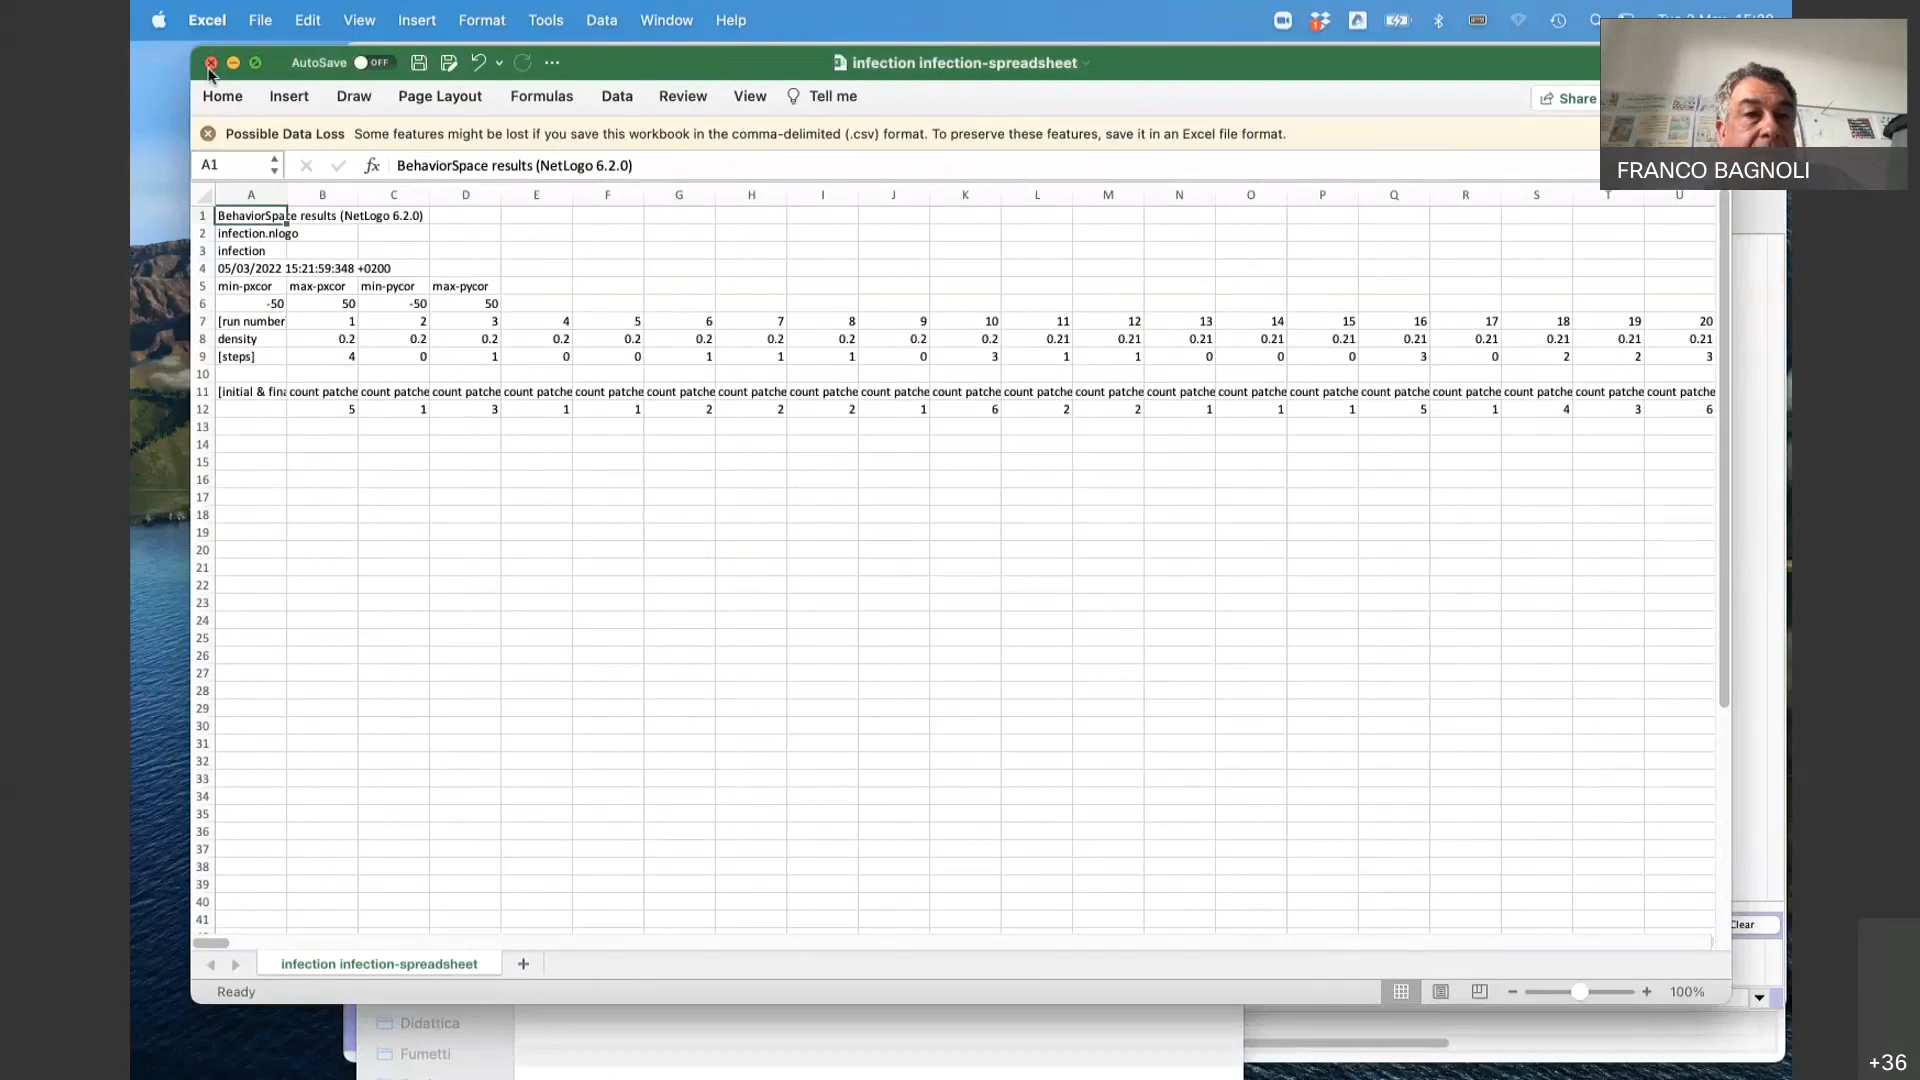 Excel File Edit View Insert Format Tools Data Window Help
AutoSave OFF infection infection-spreadsheet
Home Insert Draw Page Layout Formulas Data Review View Tell me Share
Possible Data Loss Some features might be lost if you save this workbook in the comma-delimited (.csv) format. To preserve these features, save it in an Excel file format.
FRANCO BAGNOLI
A1 fx BehaviorSpace results (NetLogo 6.2.0)
A B C D E F G H I J K L M N O P Q R S T U
1 BehaviorSpace results (NetLogo 6.2.0)
2 infection.nlogo
3 infection
4 05/03/2022 15:21:59:348 +0200
5 min-pxcor max-pxcor min-pycor max-pycor
6 -50 50 -50 50
7 [run number 1 2 3 4 5 6 7 8 9 10 11 12 13 14 15 16 17 18 19 20
8 density 0.2 0.2 0.2 0.2 0.2 0.2 0.2 0.2 0.2 0.2 0.21 0.21 0.21 0.21 0.21 0.21 0.21 0.21 0.21 0.21
9 [steps] 4 0 1 0 0 1 1 1 0 3 1 1 0 0 0 3 0 2 2 3
10
11 [initial & fina count patche count patche count patche count patche count patche count patche count patche count patche count patche count patche count patche count patche count patche count patche count patche count patche count patche count patche count patche count patche
12 5 1 3 1 1 2 2 2 1 6 2 2 1 1 1 5 1 4 3 6
13
14
15
16
17
18
19
20
21
22
23
24
25
26
27
28
29
30
31
32
33
34
35
36
37
38
39
40
41
Clear
infection infection-spreadsheet +
Ready 100%
Didattica
Fumetti
+36